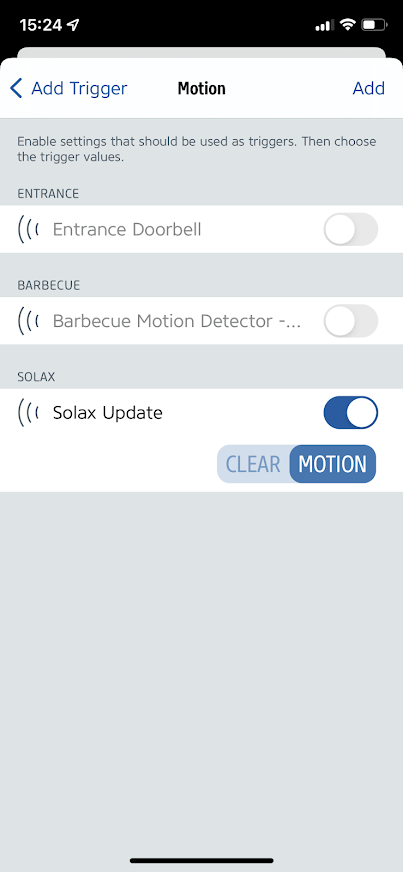 15:24
Add Trigger Motion Add
Enable settings that should be used as triggers. Then choose
the trigger values.
ENTRANCE
Entrance Doorbell
BARBECUE
Barbecue Motion Detector -...
SOLAX
Solax Update
CLEAR MOTION